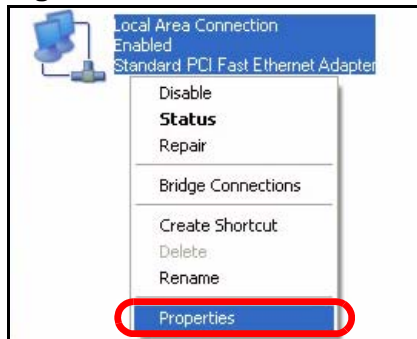 Local Area Connection
Enabled
Standard PCI Fast Ethernet Adapter
Disable
Status
Repair
Bridge Connections
Create Shortcut
Delete
Rename
Properties